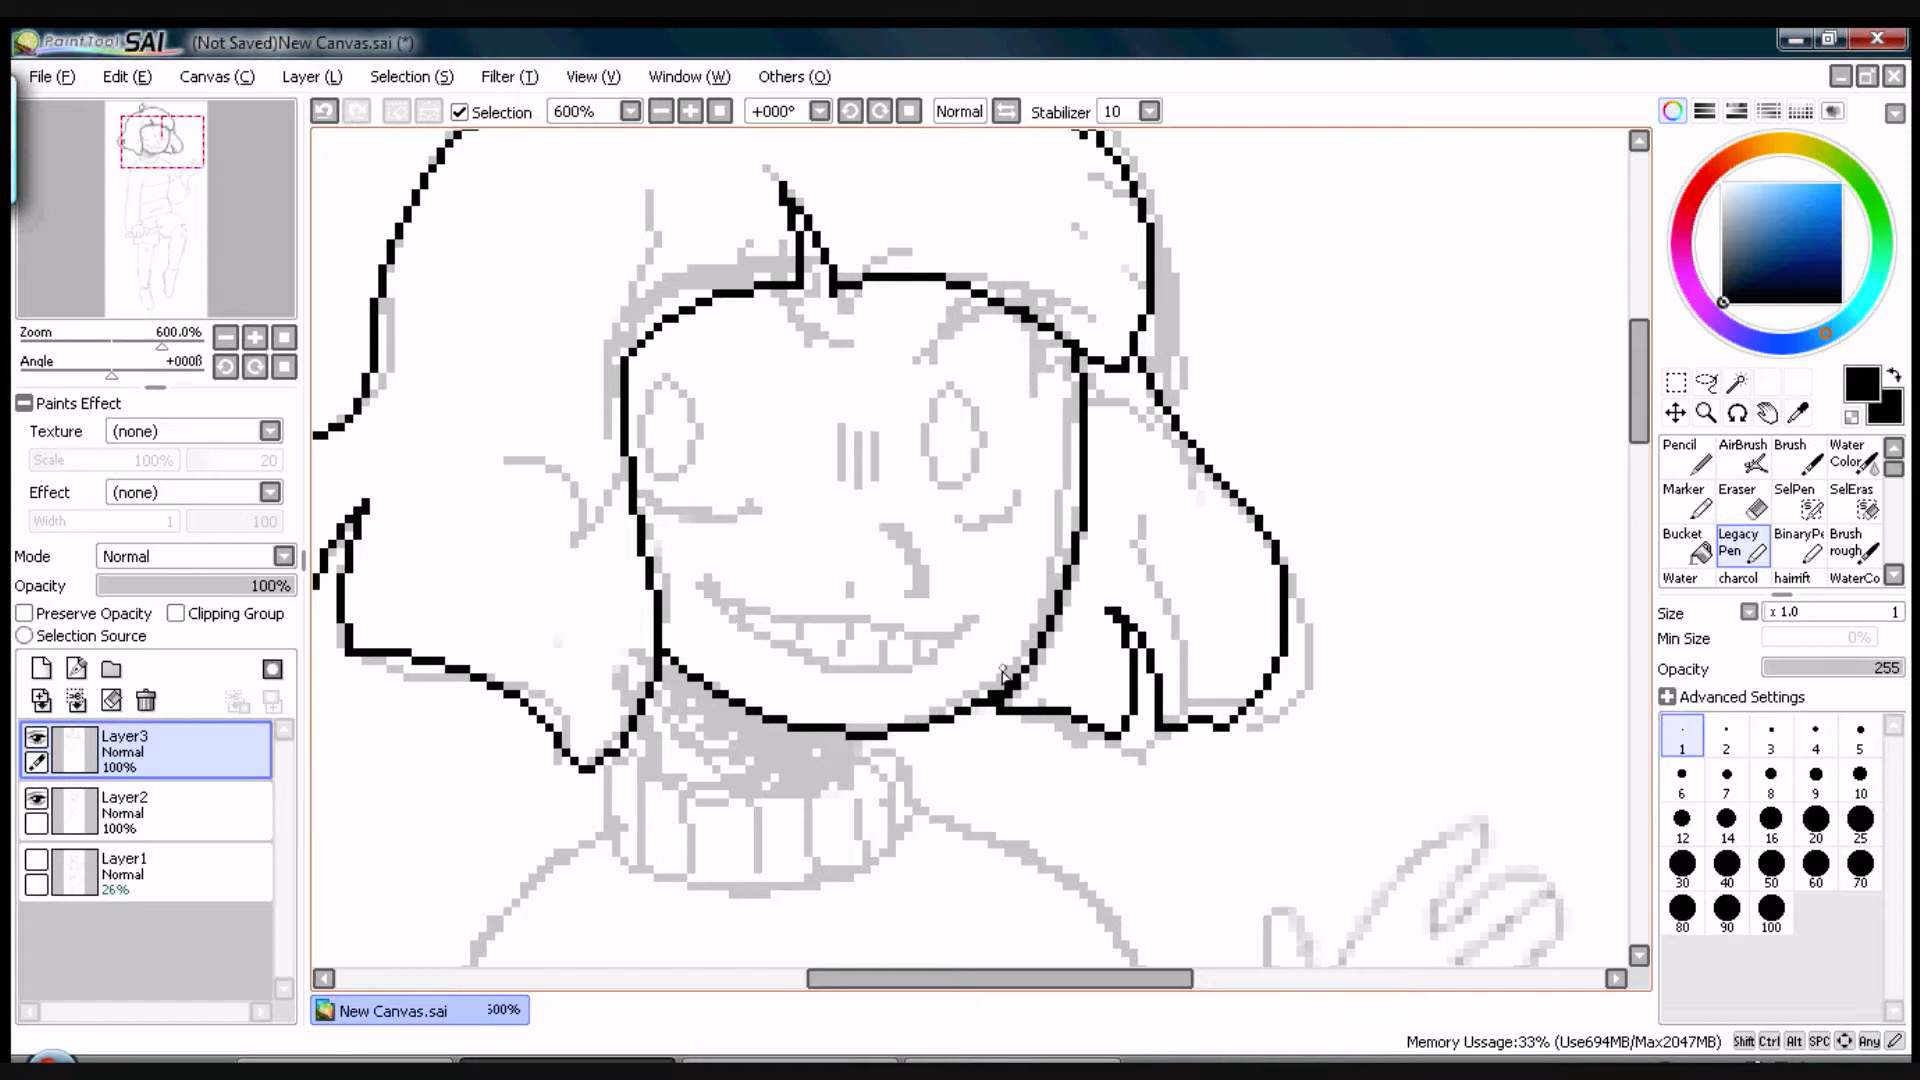 PaintTool SAI (Not Saved)New Canvas.sai (*)
File (F) Edit (E) Canvas (C) Layer (L) Selection (S) Filter (T) View (V) Window (W) Others (O)
Selection 600% +000° Normal Stabilizer 10
Zoom 600.0%
Angle +000ß
Paints Effect
Texture (none)
Scale 100% 20
Effect (none)
Width 1 100
Mode Normal
Opacity 100%
Preserve Opacity Clipping Group
Selection Source
Layer3
Normal
100%
Layer2
Normal
100%
Layer1
Normal
26%
Pencil AirBrush Brush Water
Color
Marker Eraser SelPen SelEras
Bucket Legacy Pen BinaryPe Brush rough
Water charcol hairrift WaterCo
Size x 1.0 1
Min Size 0%
Opacity 255
Advanced Settings
1 2 3 4 5
6 7 8 9 10
12 14 16 20 25
30 40 50 60 70
80 90 100
New Canvas.sai 500%
Memory Ussage:33% (Use694MB/Max2047MB) Shift Ctrl Alt SPC Any